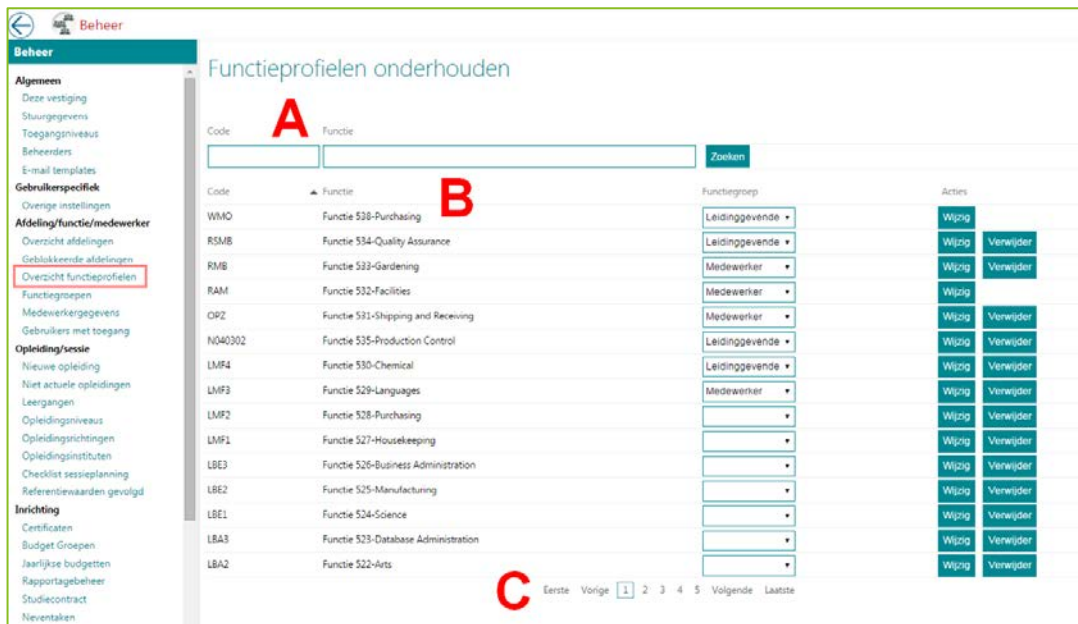 Beheer
Beheer
Algemeen
Deze vestiging
Stuurgegevens
Toegangsniveaus
Beheerders
E-mail templates
Gebruikerspecifiek
Overige instellingen
Afdeling/functie/medewerker
Overzicht afdelingen
Geblokkeerde afdelingen
Overzicht functieprofielen
Functiegroepen
Medewerkergegevens
Gebruikers met toegang
Opleiding/sessie
Nieuwe opleiding
Niet actuele opleidingen
Leergangen
Opleidingsniveaus
Opleidingsrichtingen
Opleidingsinstituten
Checklist sessieplanning
Referentiewaarden gevolgd
Inrichting
Certificaten
Budget Groepen
Jaarlijkse budgetten
Rapportagebeheer
Studiecontract
Neventaken
Functieprofielen onderhouden
A
Code Functie
Zoeken
B
Code Functie Functiegroep Acties
WMO Functie 538-Purchasing Leidinggevende Wijzig
RSMB Functie 534-Quality Assurance Leidinggevende Wijzig Verwijder
RMB Functie 533-Gardening Medewerker Wijzig Verwijder
RAM Functie 532-Facilities Medewerker Wijzig
OPZ Functie 531-Shipping and Receiving Medewerker Wijzig Verwijder
N040302 Functie 535-Production Control Leidinggevende Wijzig Verwijder
LMF4 Functie 530-Chemical Leidinggevende Wijzig Verwijder
LMF3 Functie 529-Languages Medewerker Wijzig Verwijder
LMF2 Functie 528-Purchasing Wijzig Verwijder
LMF1 Functie 527-Housekeeping Wijzig Verwijder
LBE3 Functie 526-Business Administration Wijzig Verwijder
LBE2 Functie 525-Manufacturing Wijzig Verwijder
LBE1 Functie 524-Science Wijzig Verwijder
LBA3 Functie 523-Database Administration Wijzig Verwijder
LBA2 Functie 522-Arts Wijzig Verwijder
C
Eerste Vorige 1 2 3 4 5 Volgende Laatste